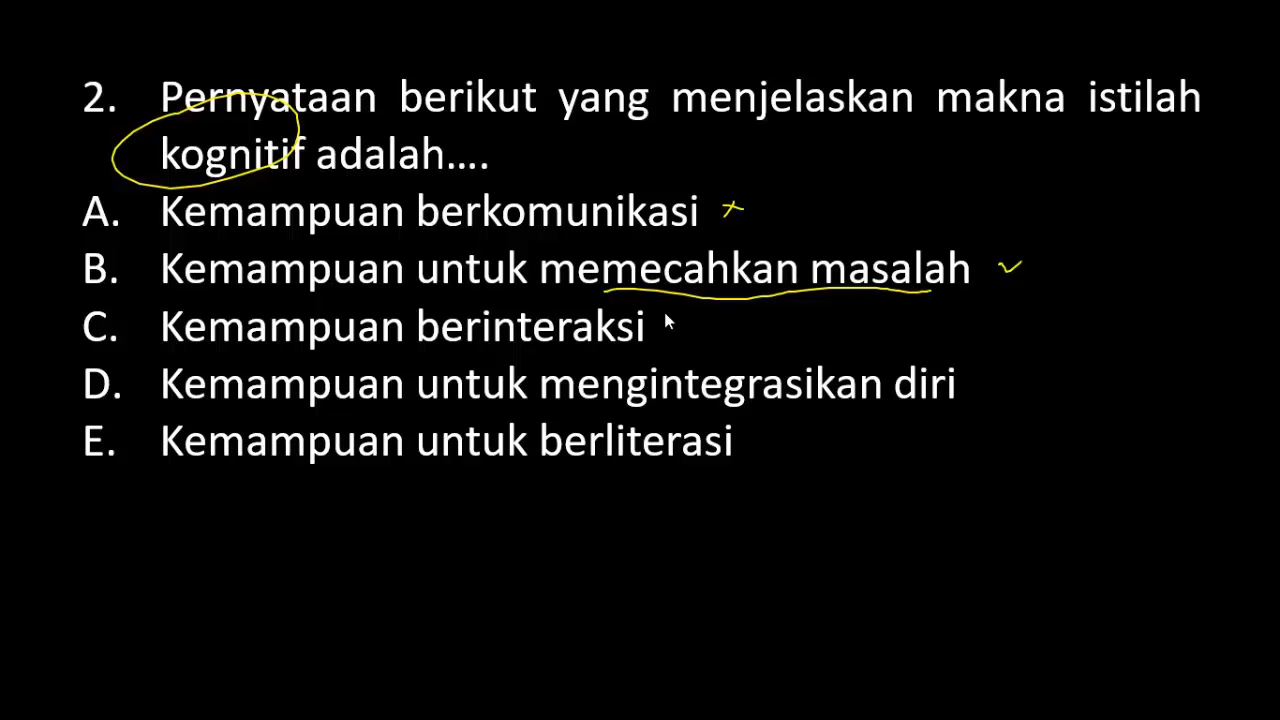 2. Pernyataan berikut yang menjelaskan makna istilah
kognitif adalah....
A. Kemampuan berkomunikasi
B. Kemampuan untuk memecahkan masalah
C. Kemampuan berinteraksi
D. Kemampuan untuk mengintegrasikan diri
E. Kemampuan untuk berliterasi